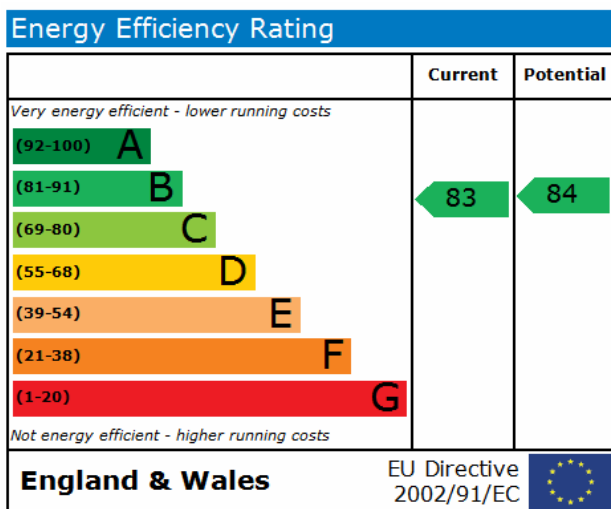 Energy Efficiency Rating
Current Potential
Very energy efficient - lower running costs
(92-100) A
(81-91) B
83 84
(69-80) C
(55-68) D
(39-54) E
(21-38) F
(1-20) G
Not energy efficient - higher running costs
England & Wales
EU Directive
2002/91/EC